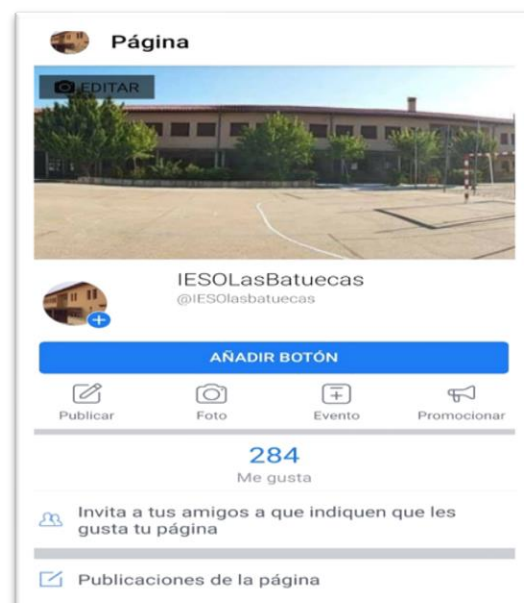 Página
EDITAR
IESOLasBatuecas
@IESOlasbatuecas
AÑADIR BOTÓN
Publicar
Foto
Evento
Promocionar
284
Me gusta
Invita a tus amigos a que indiquen que les
gusta tu página
Publicaciones de la página